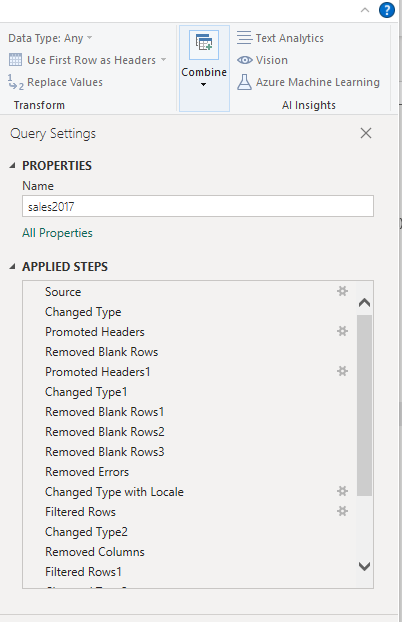 ?
Data Type: Any
Use First Row as Headers
1
2 Replace Values
Transform
Combine
Text Analytics
Vision
Azure Machine Learning
AI Insights
Query Settings
PROPERTIES
Name
sales2017
All Properties
APPLIED STEPS
Source
Changed Type
Promoted Headers
Removed Blank Rows
Promoted Headers1
Changed Type1
Removed Blank Rows1
Removed Blank Rows2
Removed Blank Rows3
Removed Errors
Changed Type with Locale
Filtered Rows
Changed Type2
Removed Columns
Filtered Rows1